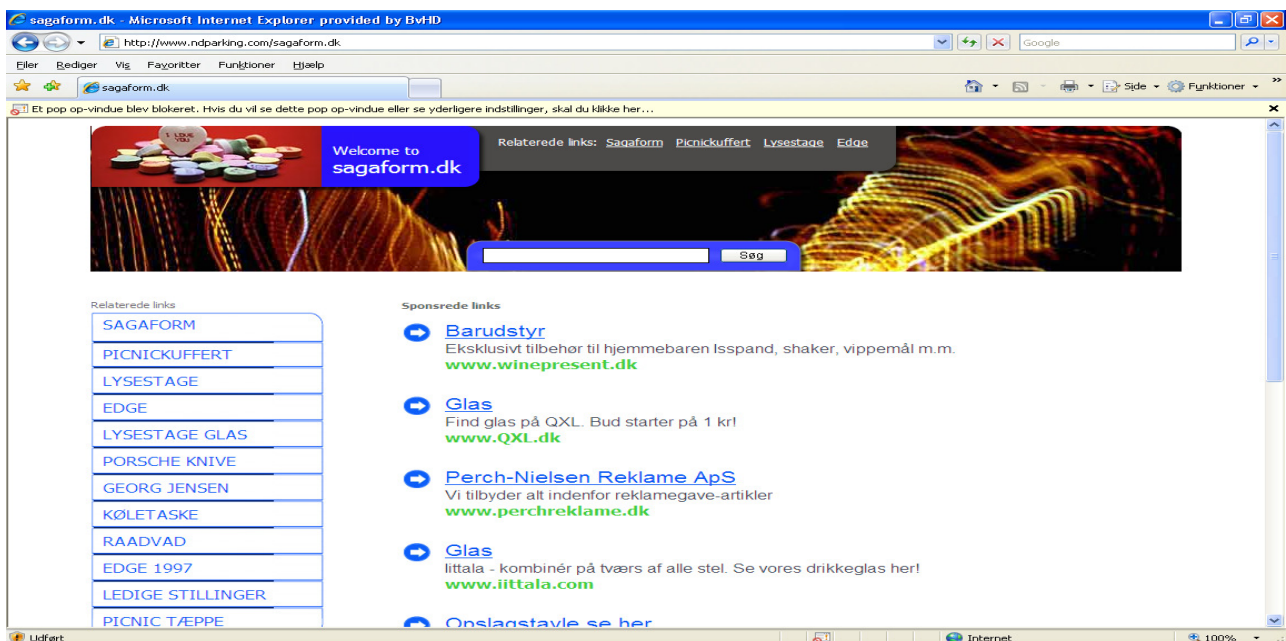 sagaform.dk - Microsoft Internet Explorer provided by BvHD
http://www.ndparking.com/sagaform.dk
Google
Filer Rediger Vis Favoritter Funktioner Hjælp
sagaform.dk
Side
Funktioner
Et pop op-vindue blev blokeret. Hvis du vil se dette pop op-vindue eller se yderligere indstillinger, skal du klikke her...
I LOVE YOU
Welcome to
sagaform.dk
Relaterede links: Sagaform Picnickuffert Lysestage Edge
Søg
Relaterede links
SAGAFORM
PICNICKUFFERT
LYSESTAGE
EDGE
LYSESTAGE GLAS
PORSCHE KNIVE
GEORG JENSEN
KØLETASKE
RAADVAD
EDGE 1997
LEDIGE STILLINGER
PICNIC TÆPPE
Sponsrede links
Barudstyr
Eksklusivt tilbehør til hjemmebaren Isspand, shaker, vippemål m.m.
www.winepresent.dk
Glas
Find glas på QXL. Bud starter på 1 kr!
www.QXL.dk
Perch-Nielsen Reklame ApS
Vi tilbyder alt indenfor reklamegave-artikler
www.perchreklame.dk
Glas
Iittala - kombinér på tværs af alle stel. Se vores drikkeglas her!
www.iittala.com
Opslagstavle se her
Udført
Internet
100%